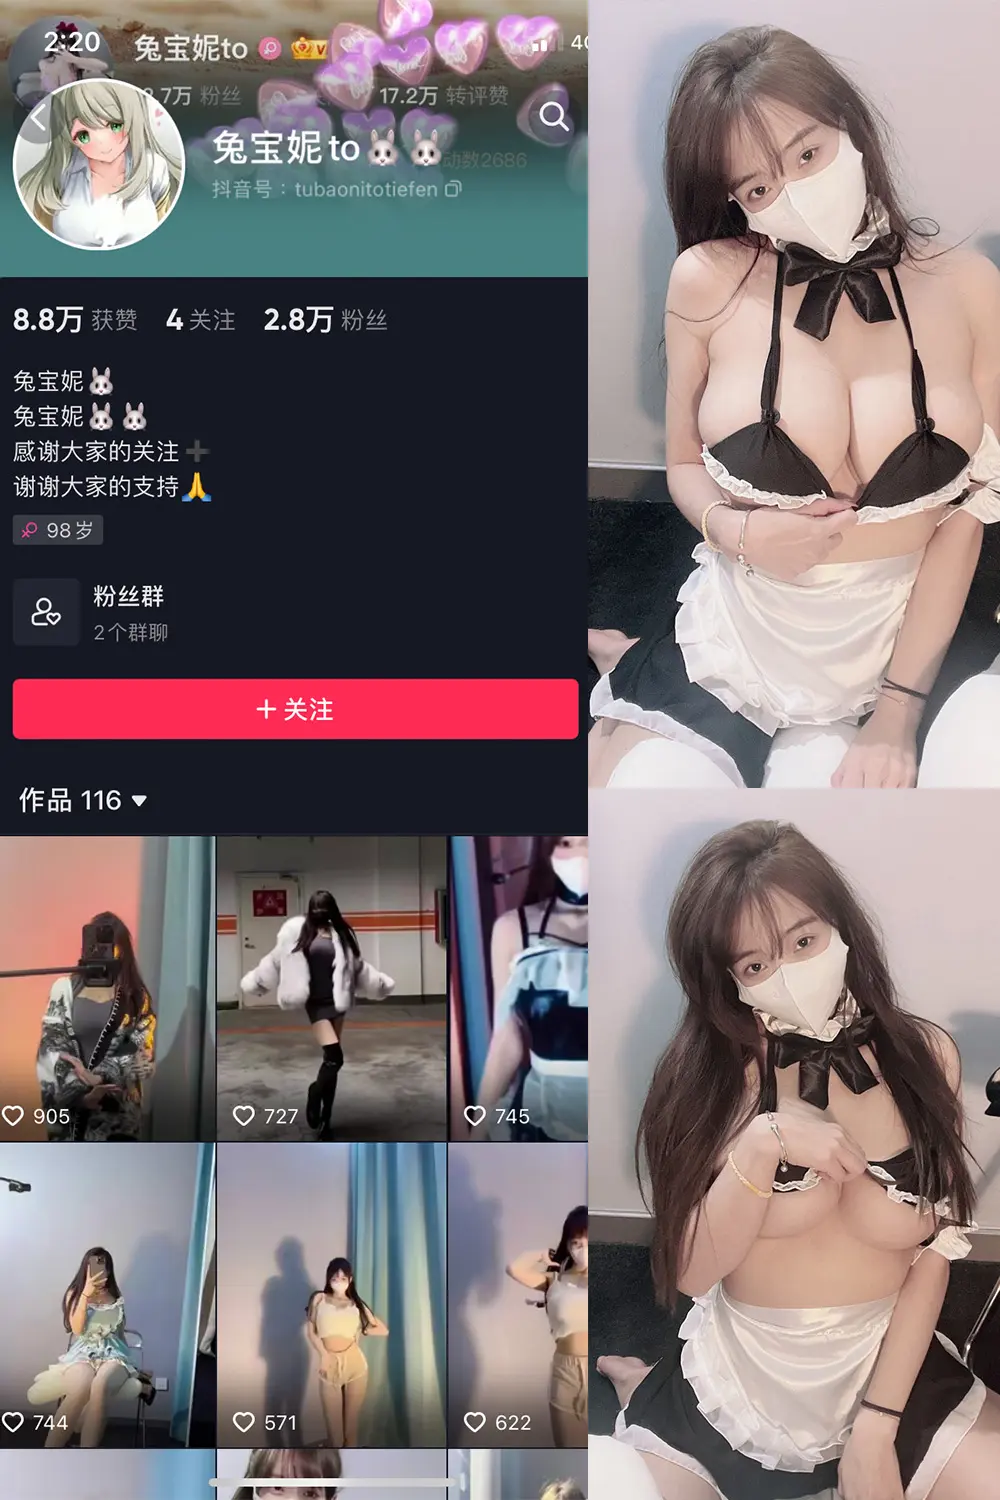 2:20
兔宝妮to
V
4G
.7万 粉丝
17.2万 转评赞
兔宝妮to🐰🐰
动数2686
抖音号：tubaonitotiefen
8.8万 获赞 4 关注 2.8万 粉丝
兔宝妮🐰
兔宝妮🐰🐰
感谢大家的关注➕
谢谢大家的支持🙏
98岁
粉丝群
2个群聊
+ 关注
作品 116
905
727
745
744
571
622